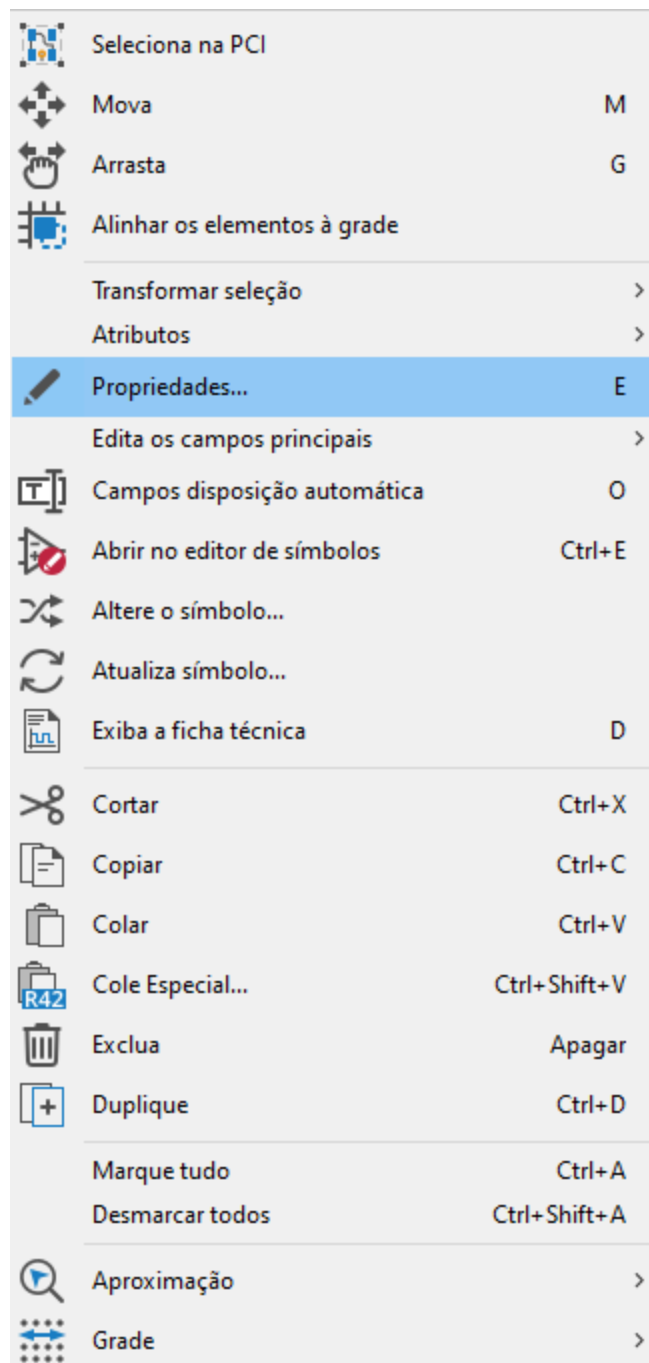 Seleciona na PCI
Mova M
Arrasta G
Alinhar os elementos à grade
Transformar seleção
Atributos
Propriedades... E
Edita os campos principais
Campos disposição automática O
Abrir no editor de símbolos Ctrl+E
Altere o símbolo...
Atualiza símbolo...
Exiba a ficha técnica D
Cortar Ctrl+X
Copiar Ctrl+C
Colar Ctrl+V
R42 Cole Especial... Ctrl+Shift+V
Exclua Apagar
Duplique Ctrl+D
Marque tudo Ctrl+A
Desmarcar todos Ctrl+Shift+A
Aproximação
Grade